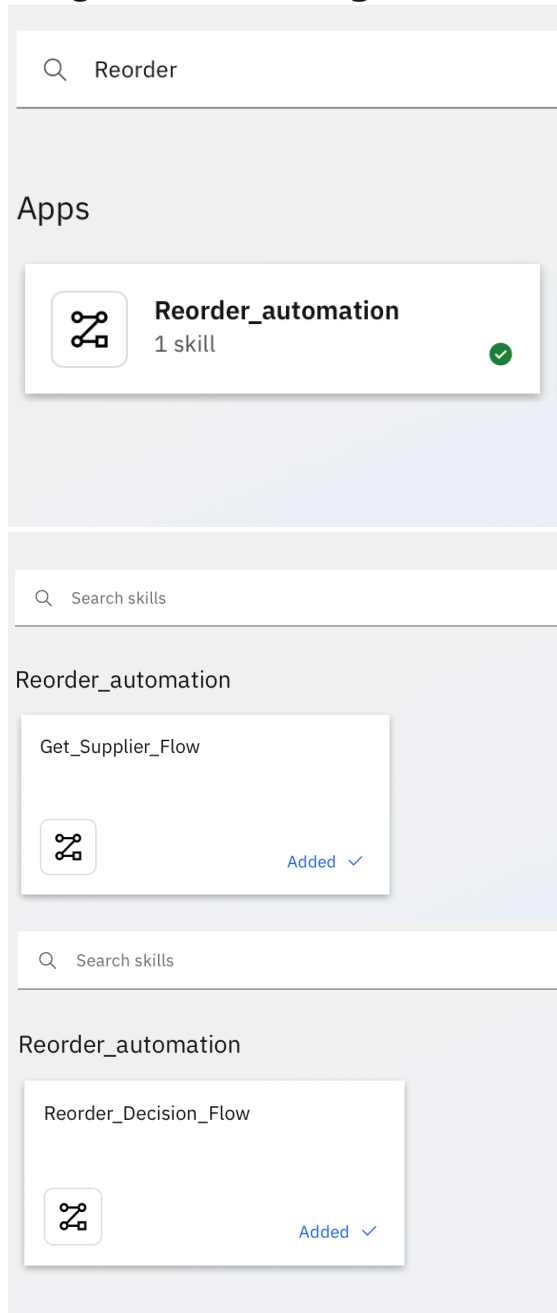 Reorder
Apps
Reorder_automation
1 skill
Search skills
Reorder_automation
Get_Supplier_Flow
Added
Search skills
Reorder_automation
Reorder_Decision_Flow
Added